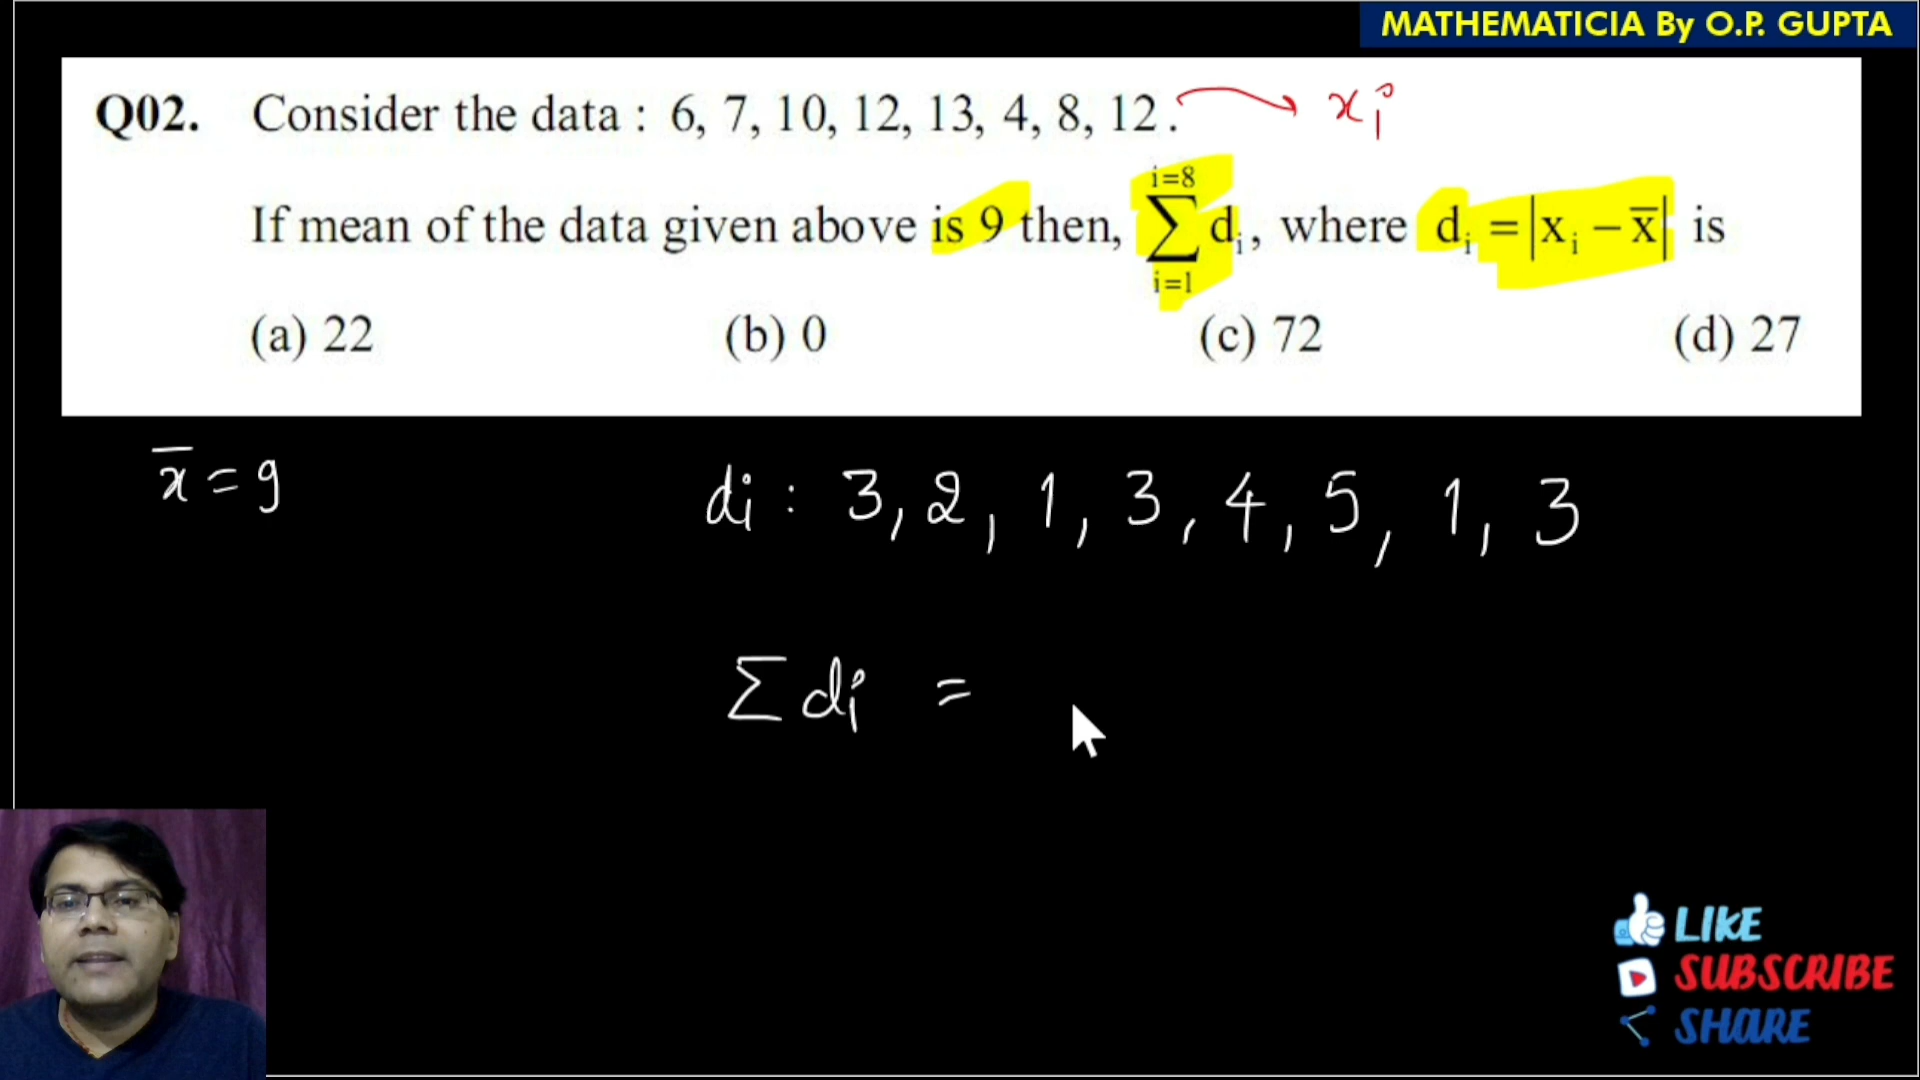 MATHEMATICIA By O.P. GUPTA
Q02. Consider the data : 6, 7, 10, 12, 13, 4, 8, 12. → xᵢ
If mean of the data given above is 9 then, ∑_{i=1}^{i=8} dᵢ, where dᵢ = |xᵢ − x̄| is
(a) 22 (b) 0 (c) 72 (d) 27
x̄ = 9 di : 3, 2, 1, 3, 4, 5, 1, 3
Σ di =
LIKE
SUBSCRIBE
SHARE